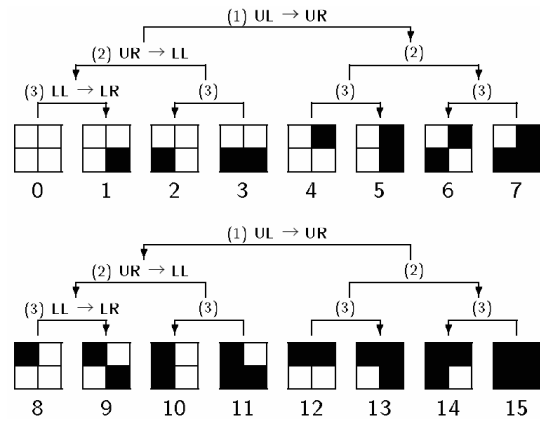 (1) UL → UR
(2) UR → LL (2)
(3) LL → LR (3) (3) (3)
0 1 2 3 4 5 6 7
(1) UL → UR
(2) UR → LL (2)
(3) LL → LR (3) (3) (3)
8 9 10 11 12 13 14 15